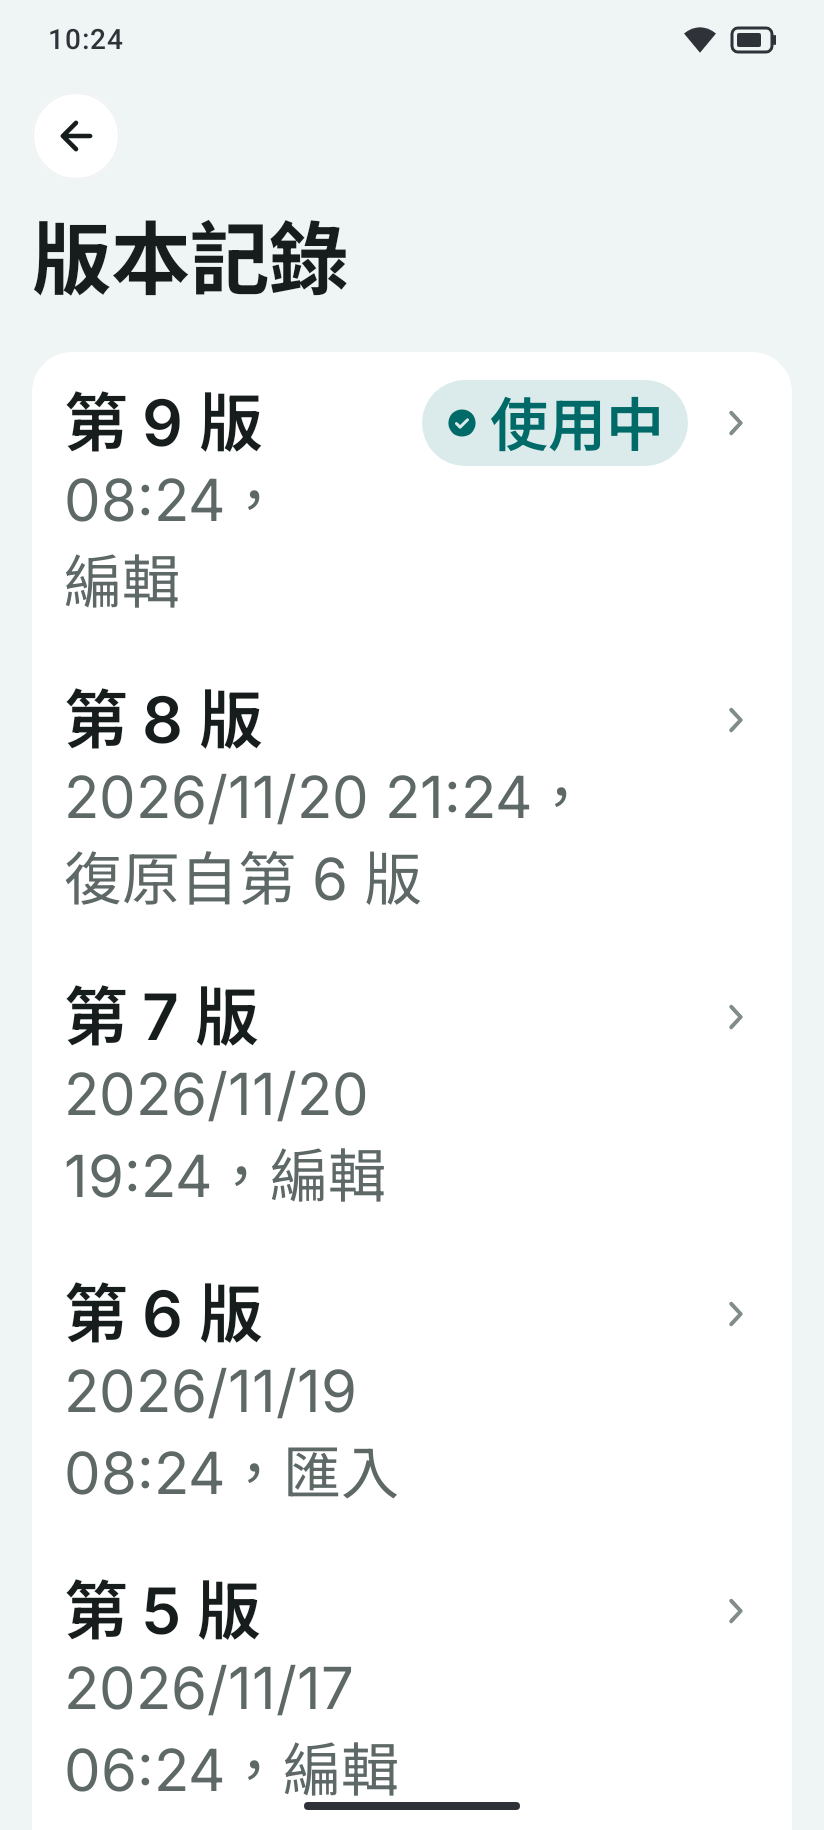 10:24
版本記錄
第 9 版
使用中
08:24，
編輯
第 8 版
2026/11/20 21:24，
復原自第 6 版
第 7 版
2026/11/20
19:24，編輯
第 6 版
2026/11/19
08:24，匯入
第 5 版
2026/11/17
06:24，編輯